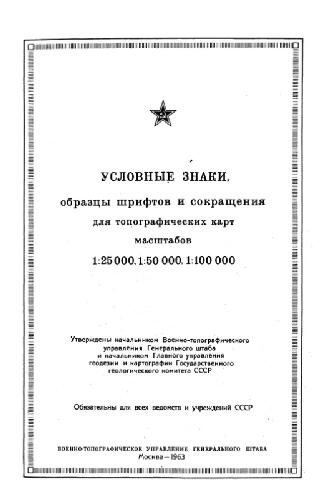 УСЛОВНЫЕ ЗНАКИ,
образцы шрифтов и сокращения
для топографических карт
масштабов
1:25 000, 1:50 000, 1:100 000
Утверждены начальником Военно-топографического
управления Генерального штаба
и начальником Главного управления
геодезии и картографии Государственного
геологического комитета СССР
Обязательны для всех ведомств и учреждений СССР
ВОЕННО-ТОПОГРАФИЧЕСКОЕ УПРАВЛЕНИЕ ГЕНЕРАЛЬНОГО ШТАБА
Москва—1963